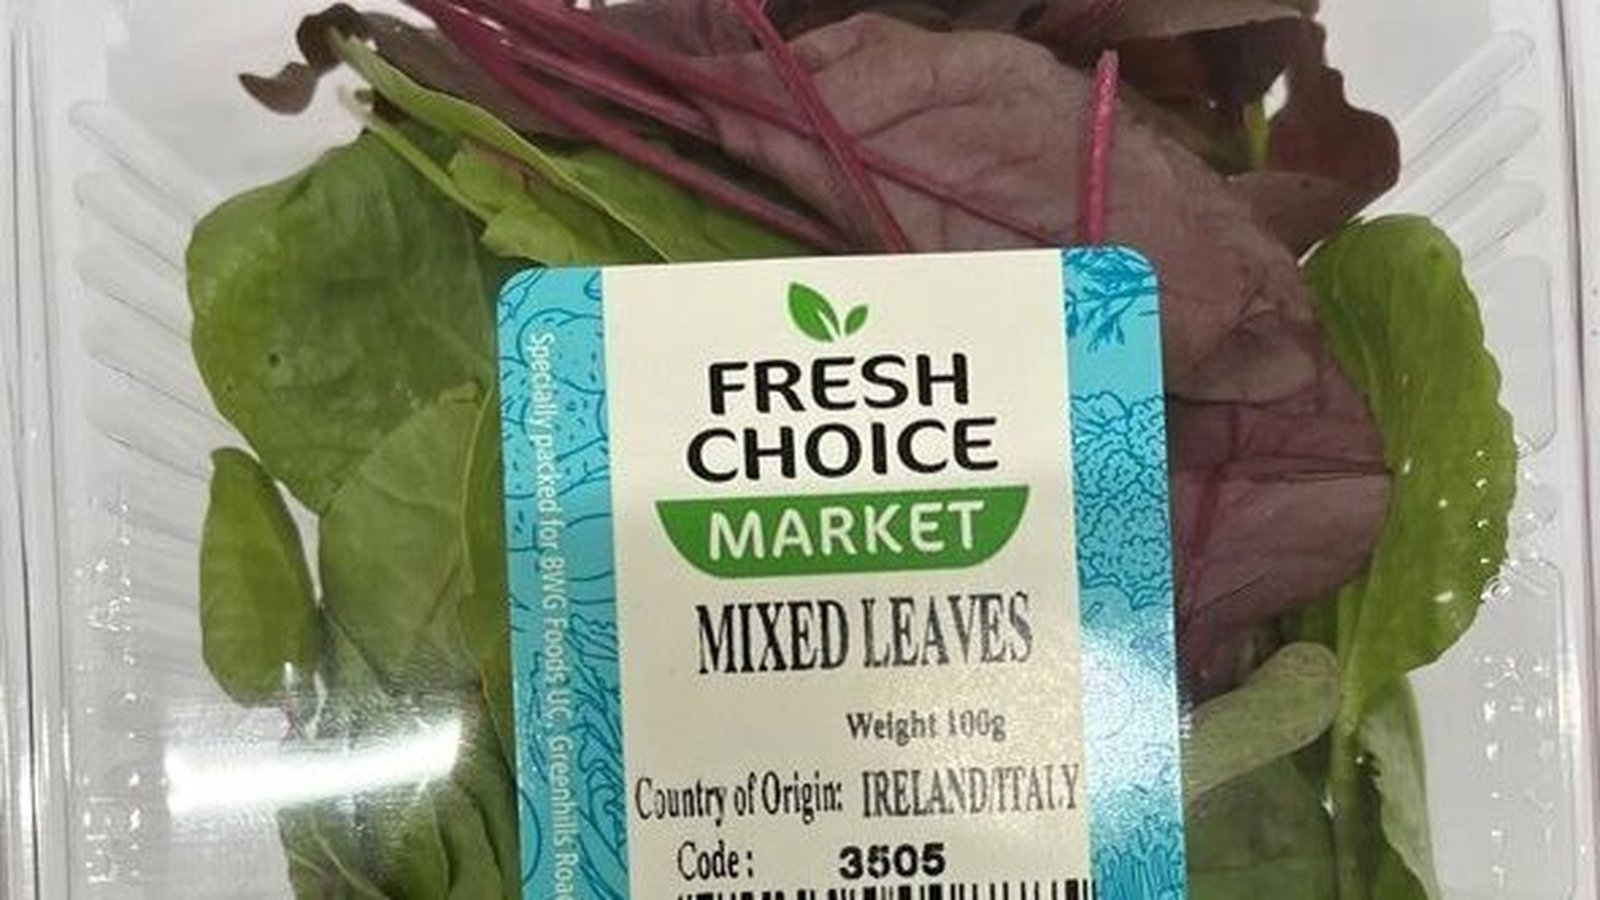 FRESH
CHOICE
MARKET
MIXED LEAVES
Weight 100g
Country of Origin: IRELAND/ITALY
Code: 3505
Specially packed for BWG Foods UC, Greenhills Road